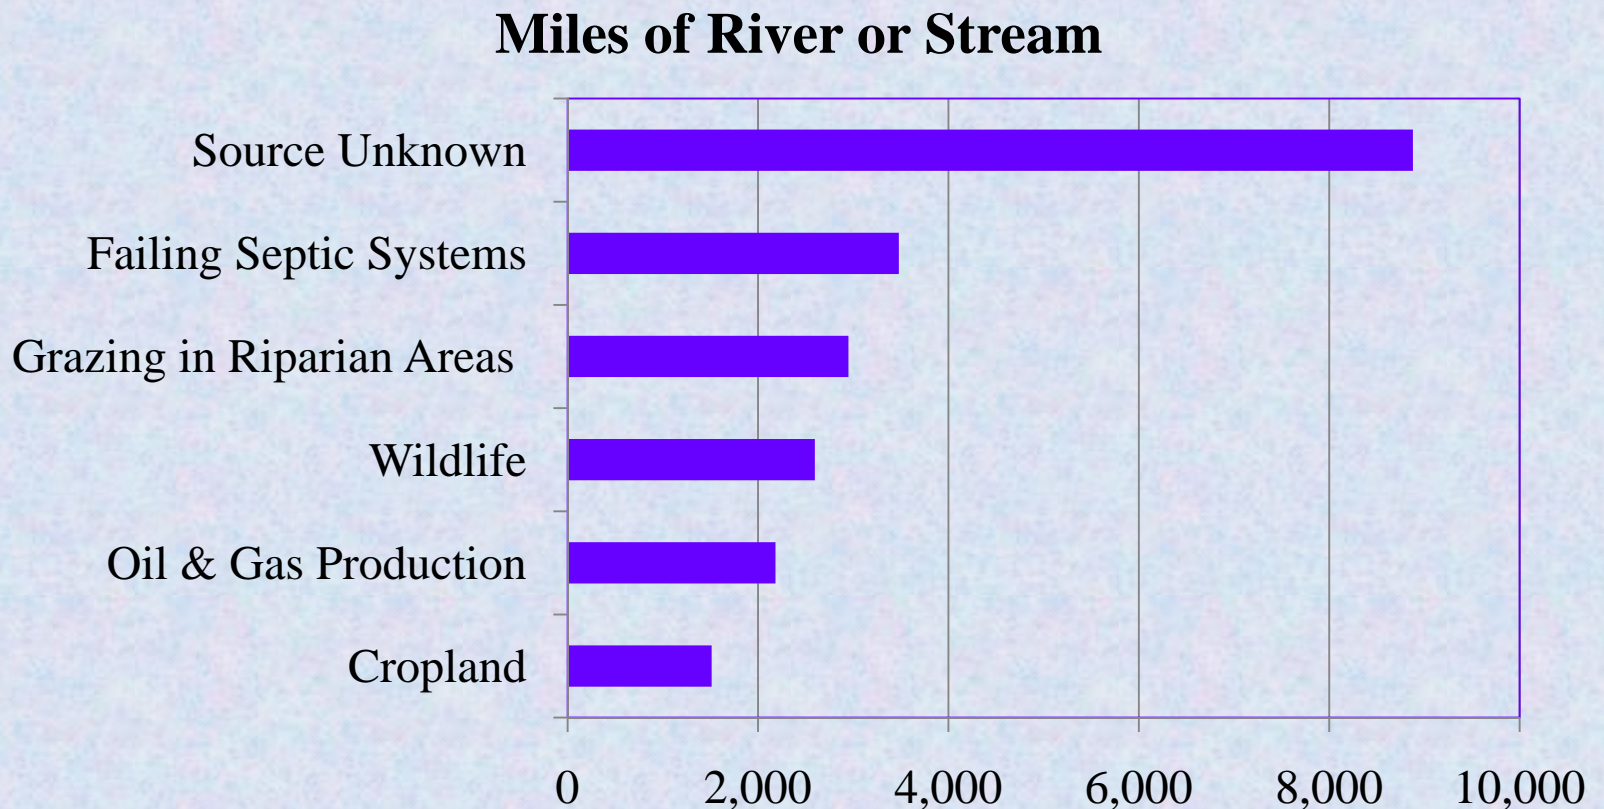 Miles of River or Stream
Source Unknown
Failing Septic Systems
Grazing in Riparian Areas
Wildlife
Oil & Gas Production
Cropland
0 2,000 4,000 6,000 8,000 10,000